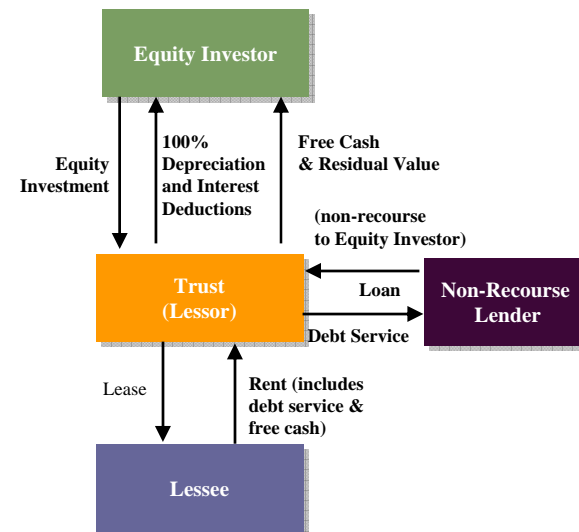 Equity Investor
Equity
Investment
100%
Depreciation
and Interest
Deductions
Free Cash
& Residual Value
(non-recourse
to Equity Investor)
Trust
(Lessor)
Loan
Non-Recourse
Lender
Debt Service
Lease
Rent (includes
debt service &
free cash)
Lessee